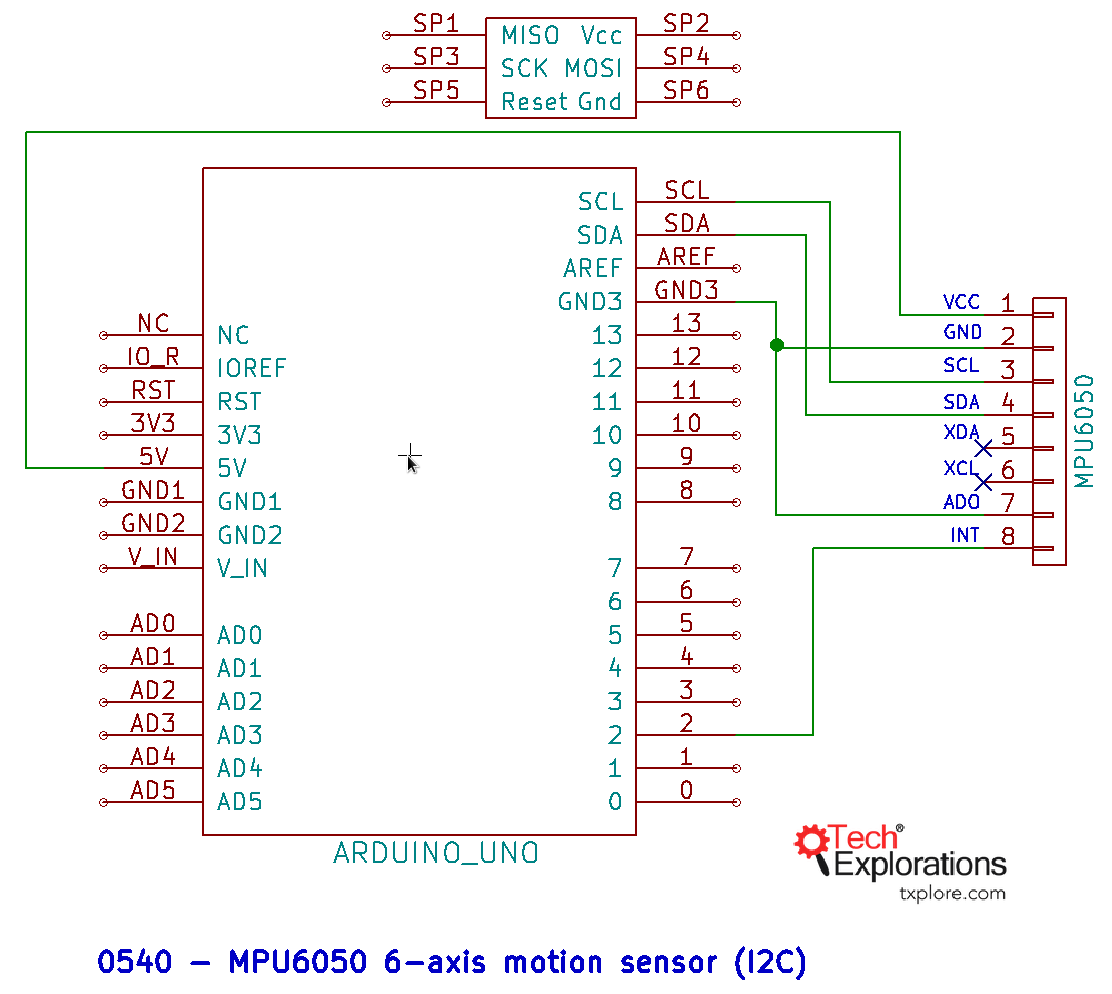 SP1 MISO Vcc SP2
SP3 SCK MOSI SP4
SP5 Reset Gnd SP6
SCL SCL
SDA SDA
AREF AREF
GND3 GND3
VCC 1
NC NC 13 13
GND 2
IO_R IOREF 12 12
SCL 3
RST RST 11 11
SDA 4
3V3 3V3 10 10
XDA 5
5V 5V 9 9
XCL 6
GND1 GND1 8 8
ADO 7
GND2 GND2
INT 8
MPU6050
V_IN V_IN 7 7
6 6
AD0 AD0 5 5
AD1 AD1 4 4
AD2 AD2 3 3
AD3 AD3 2 2
AD4 AD4 1 1
AD5 AD5 0 0
ARDUINO_UNO
Tech®
Explorations
txplore.com
0540 - MPU6050 6-axis motion sensor (I2C)